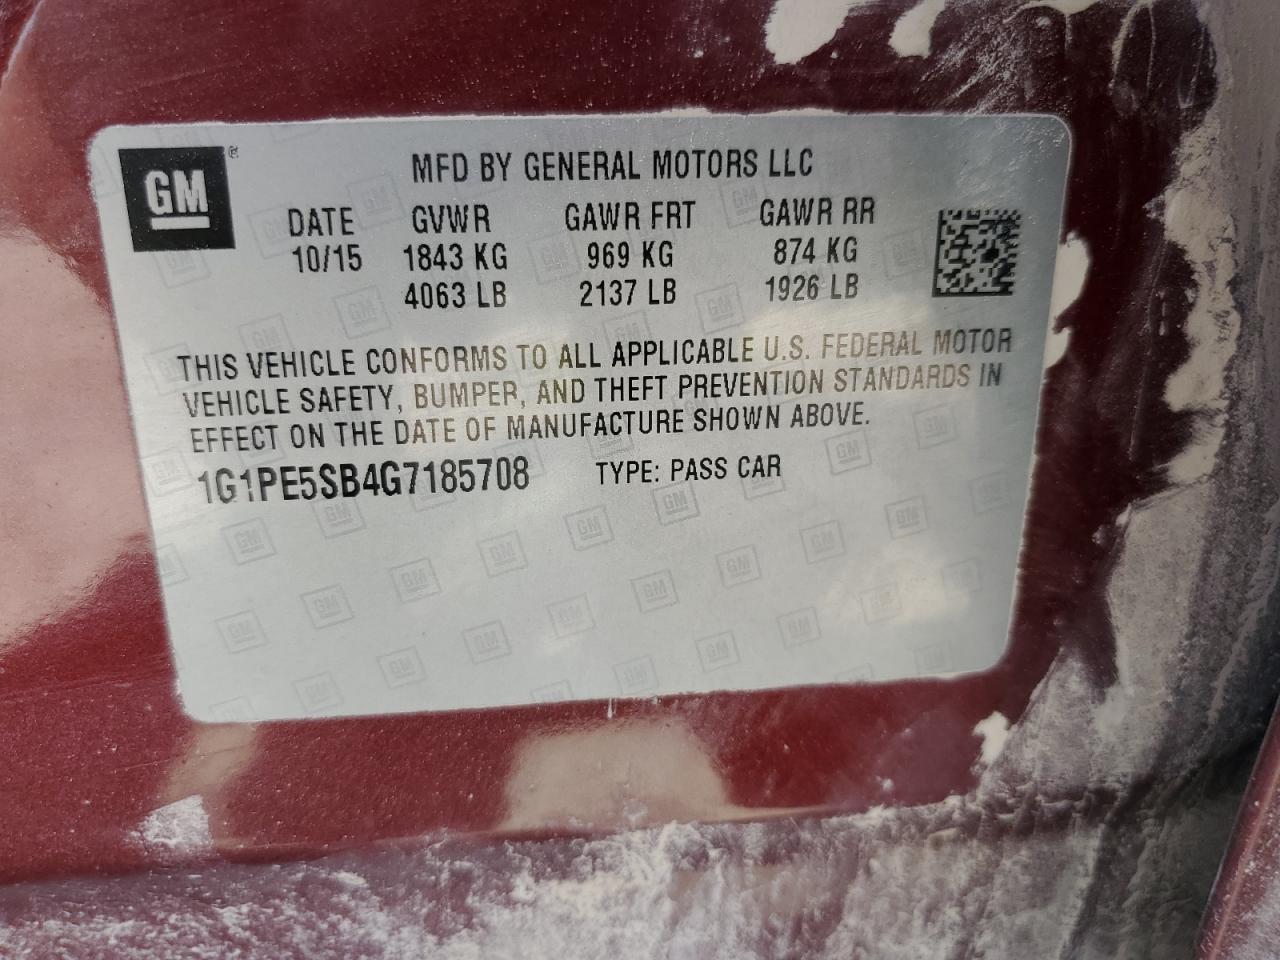 GM ®
MFD BY GENERAL MOTORS LLC
DATE GVWR GAWR FRT GAWR RR
10/15 1843 KG 969 KG 874 KG
4063 LB 2137 LB 1926 LB
THIS VEHICLE CONFORMS TO ALL APPLICABLE U.S. FEDERAL MOTOR
VEHICLE SAFETY, BUMPER, AND THEFT PREVENTION STANDARDS IN
EFFECT ON THE DATE OF MANUFACTURE SHOWN ABOVE.
1G1PE5SB4G7185708 TYPE: PASS CAR